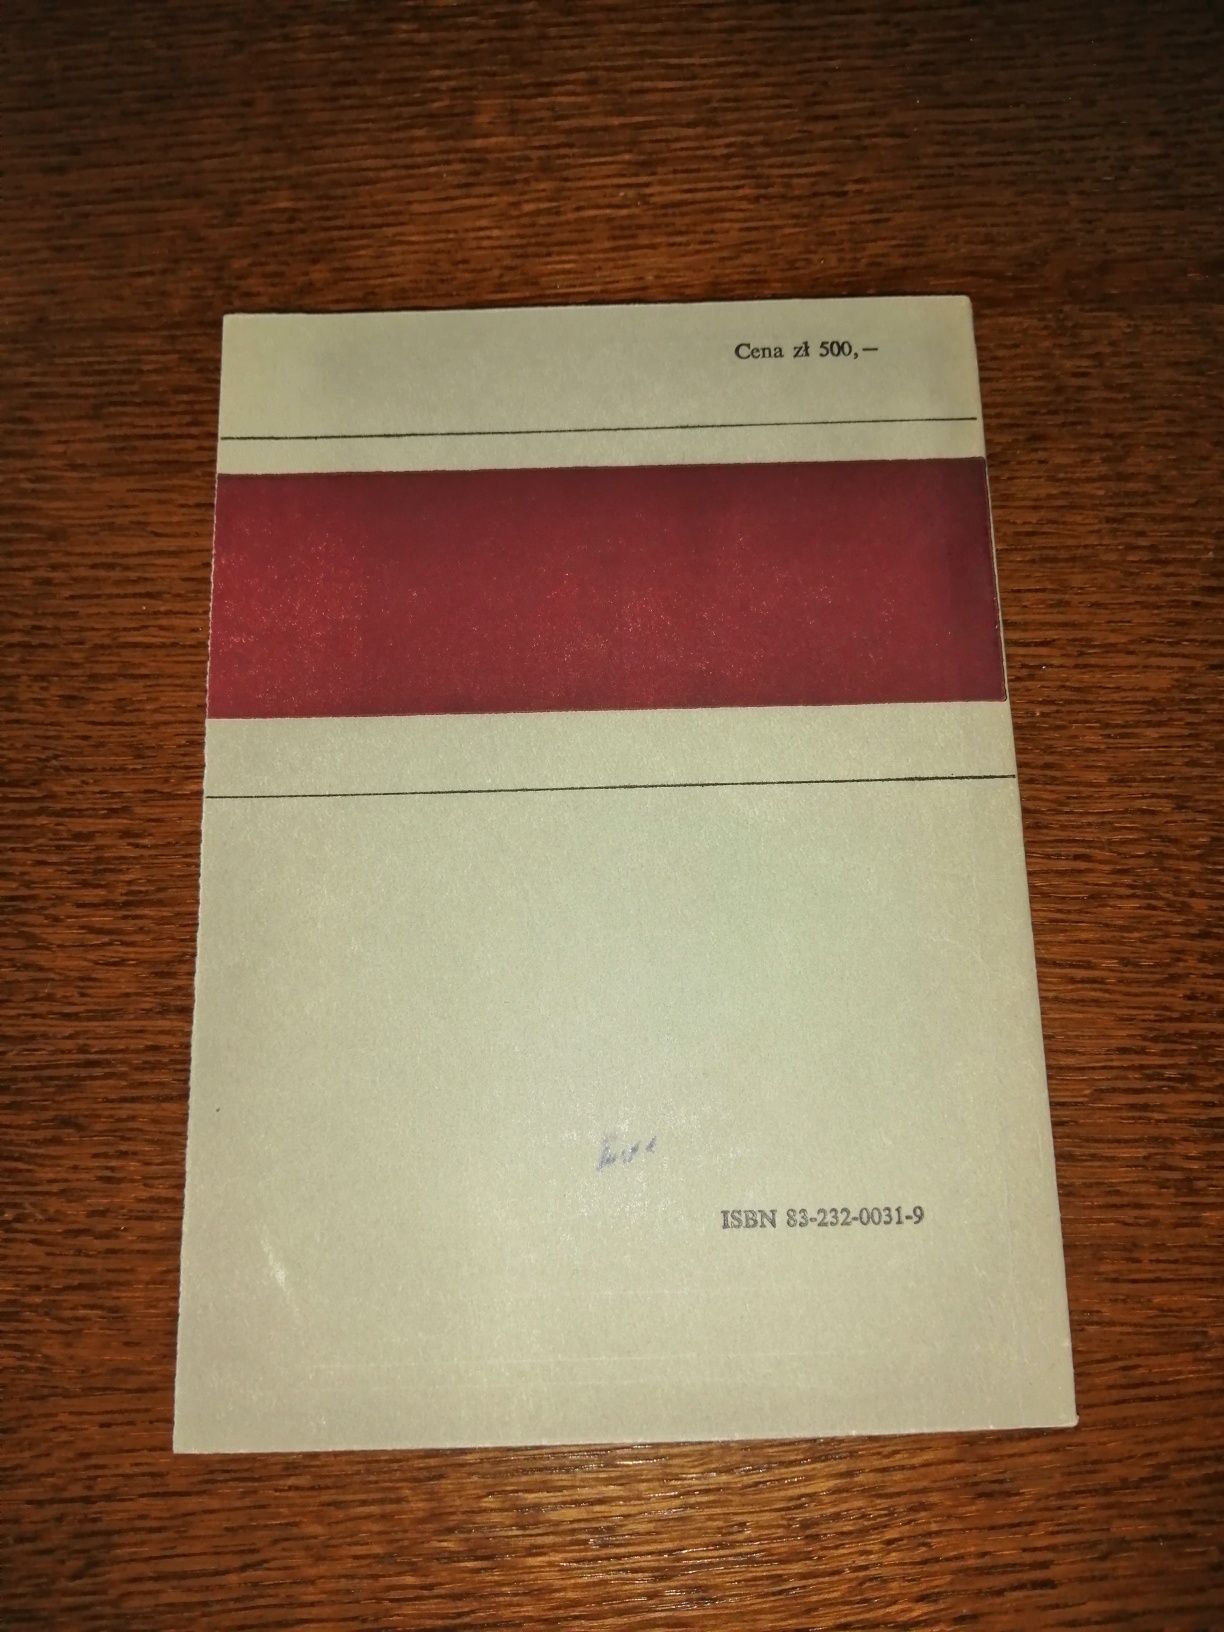 Cena zł 500,—
ISBN 83-232-0031-9